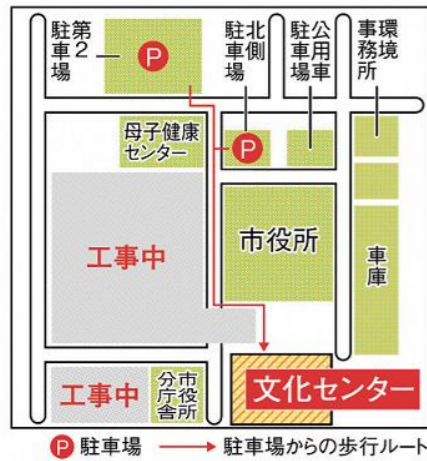 第2
駐車場
P
北側
駐車場
公用車
駐車場
環境
事務所
母子健康
センター
P
工事中
市役所
車庫
工事中
市役所
分庁舎
文化センター
P 駐車場 → 駐車場からの歩行ルート